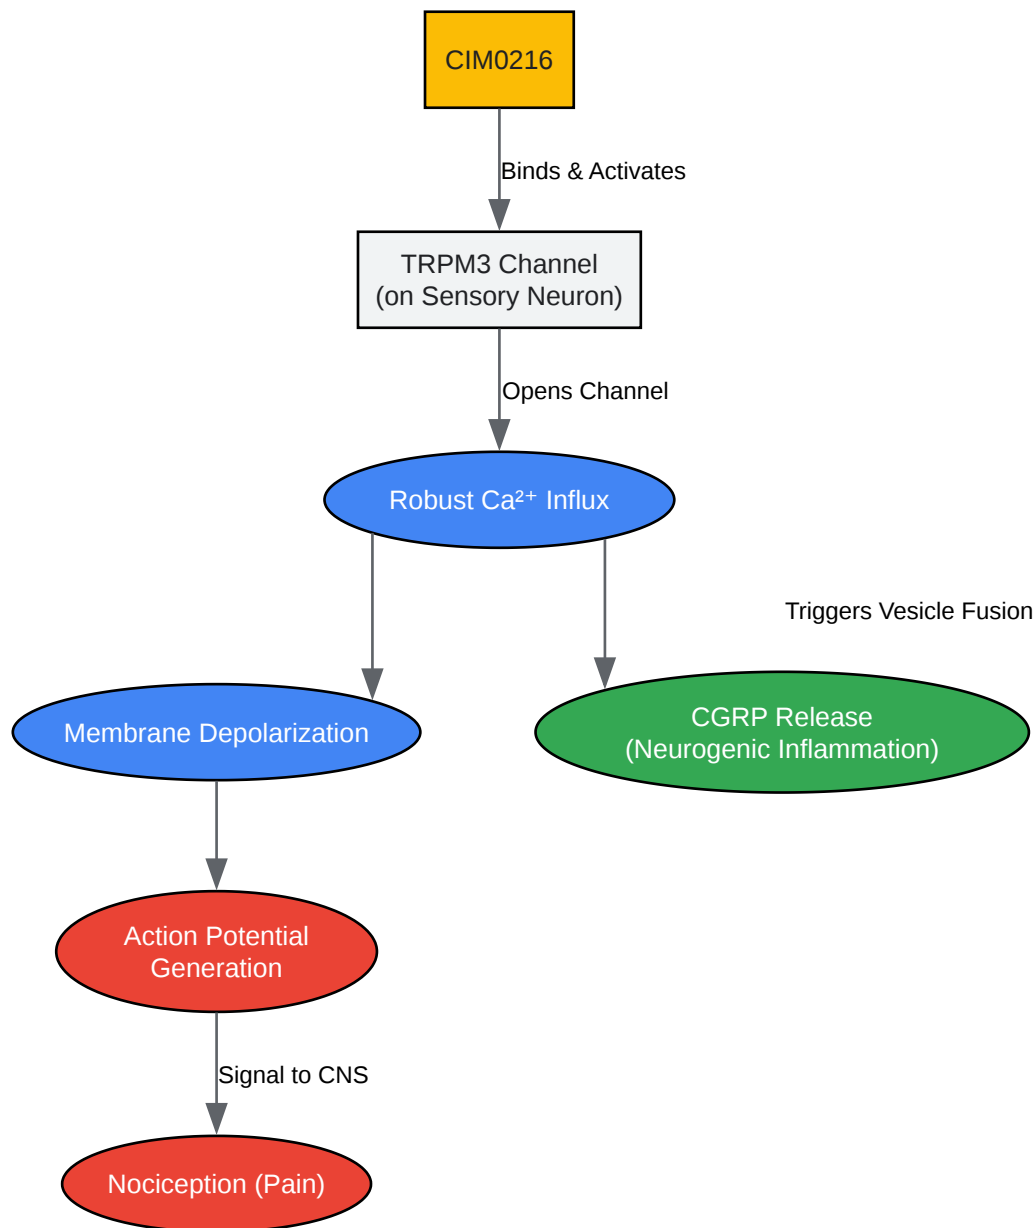 CIM0216
Binds & Activates
TRPM3 Channel
(on Sensory Neuron)
Opens Channel
Robust Ca²⁺ Influx
Triggers Vesicle Fusion
Membrane Depolarization
CGRP Release
(Neurogenic Inflammation)
Action Potential
Generation
Signal to CNS
Nociception (Pain)